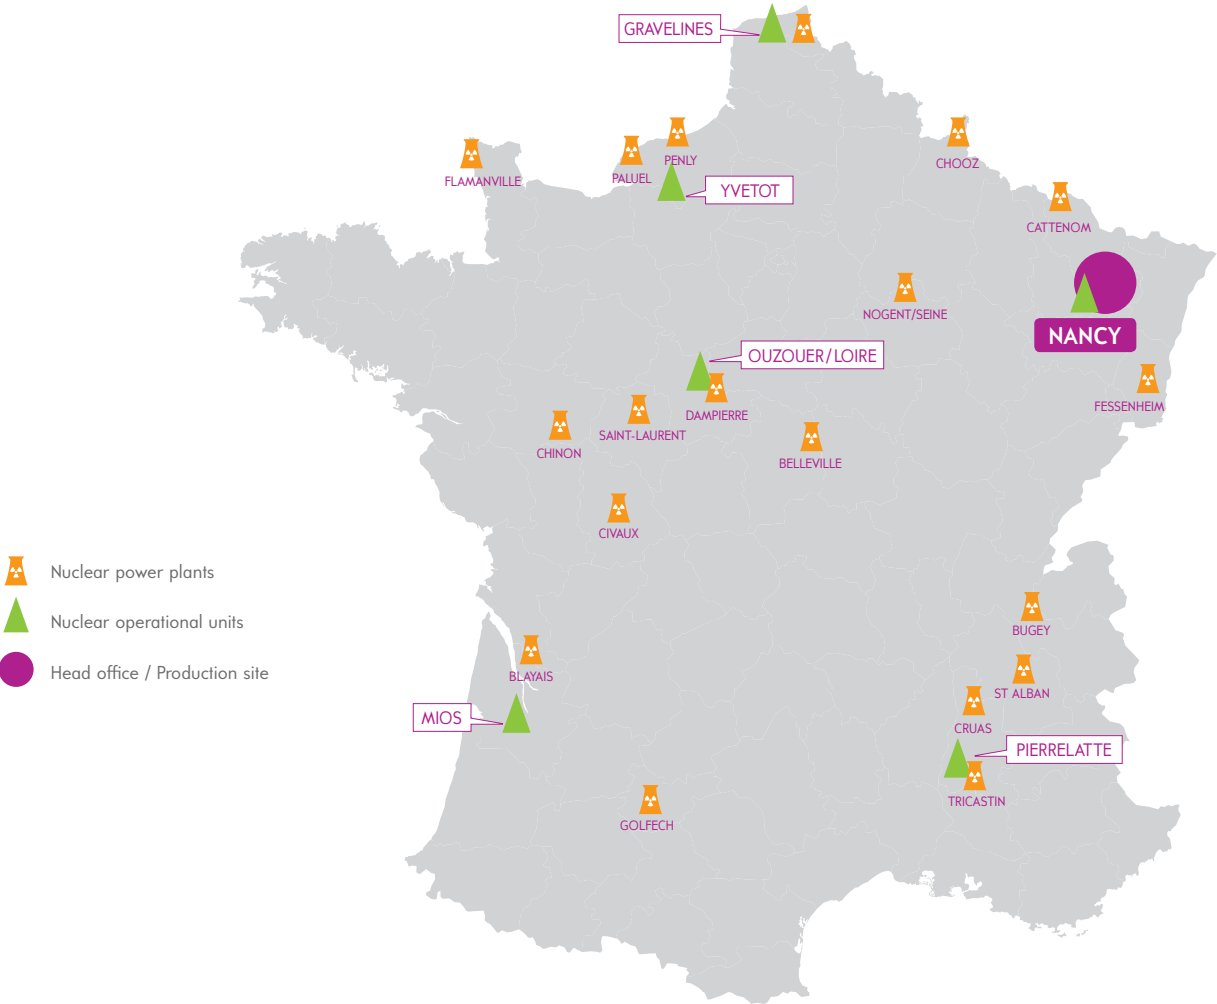 GRAVELINES
PENLY
FLAMANVILLE
PALUEL
CHOOZ
YVETOT
CATTENOM
NOGENT/SEINE
NANCY
OUZOUER/LOIRE
DAMPIERRE
FESSENHEIM
SAINT-LAURENT
CHINON
BELLEVILLE
CIVAUX
Nuclear power plants
Nuclear operational units
Head office / Production site
BUGEY
BLAYAIS
ST ALBAN
MIOS
CRUAS
PIERRELATTE
TRICASTIN
GOLFECH